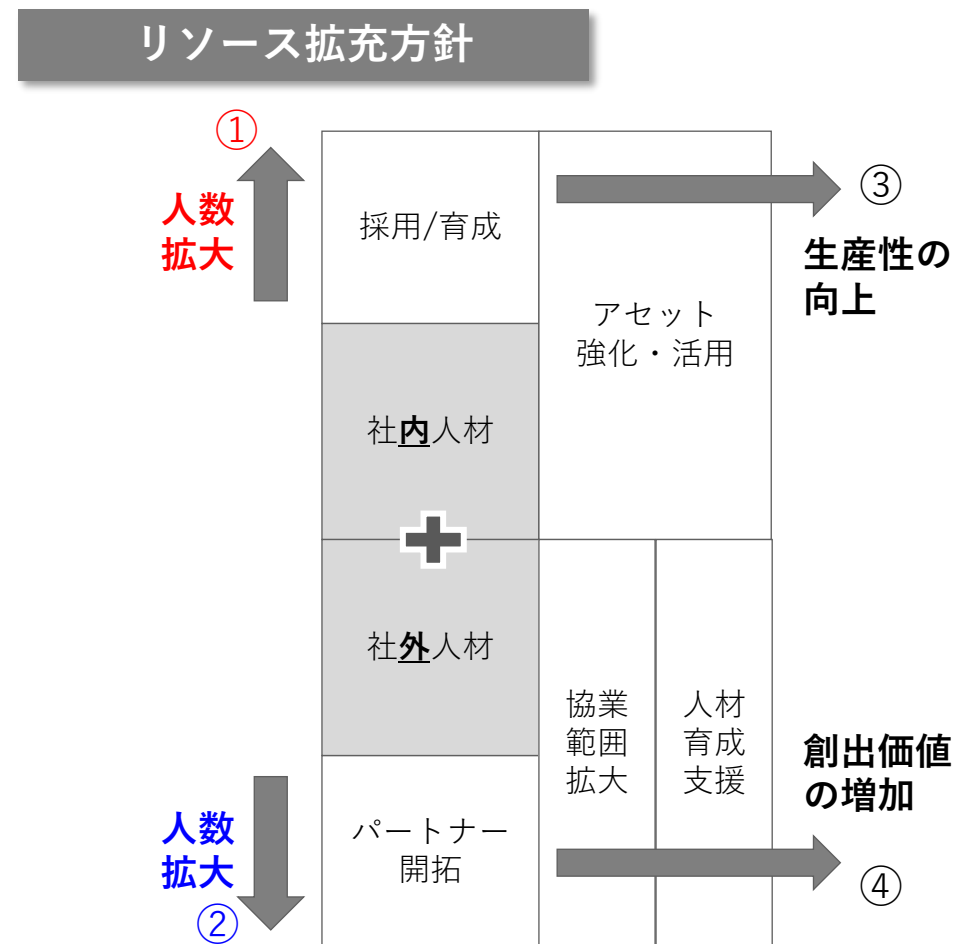 リソース拡充方針
①
人数
拡大
採用/育成
③
生産性の
向上
アセット
強化・活用
社内人材
社外人材
協業
範囲
拡大
人材
育成
支援
創出価値
の増加
人数
拡大
②
パートナー
開拓
④